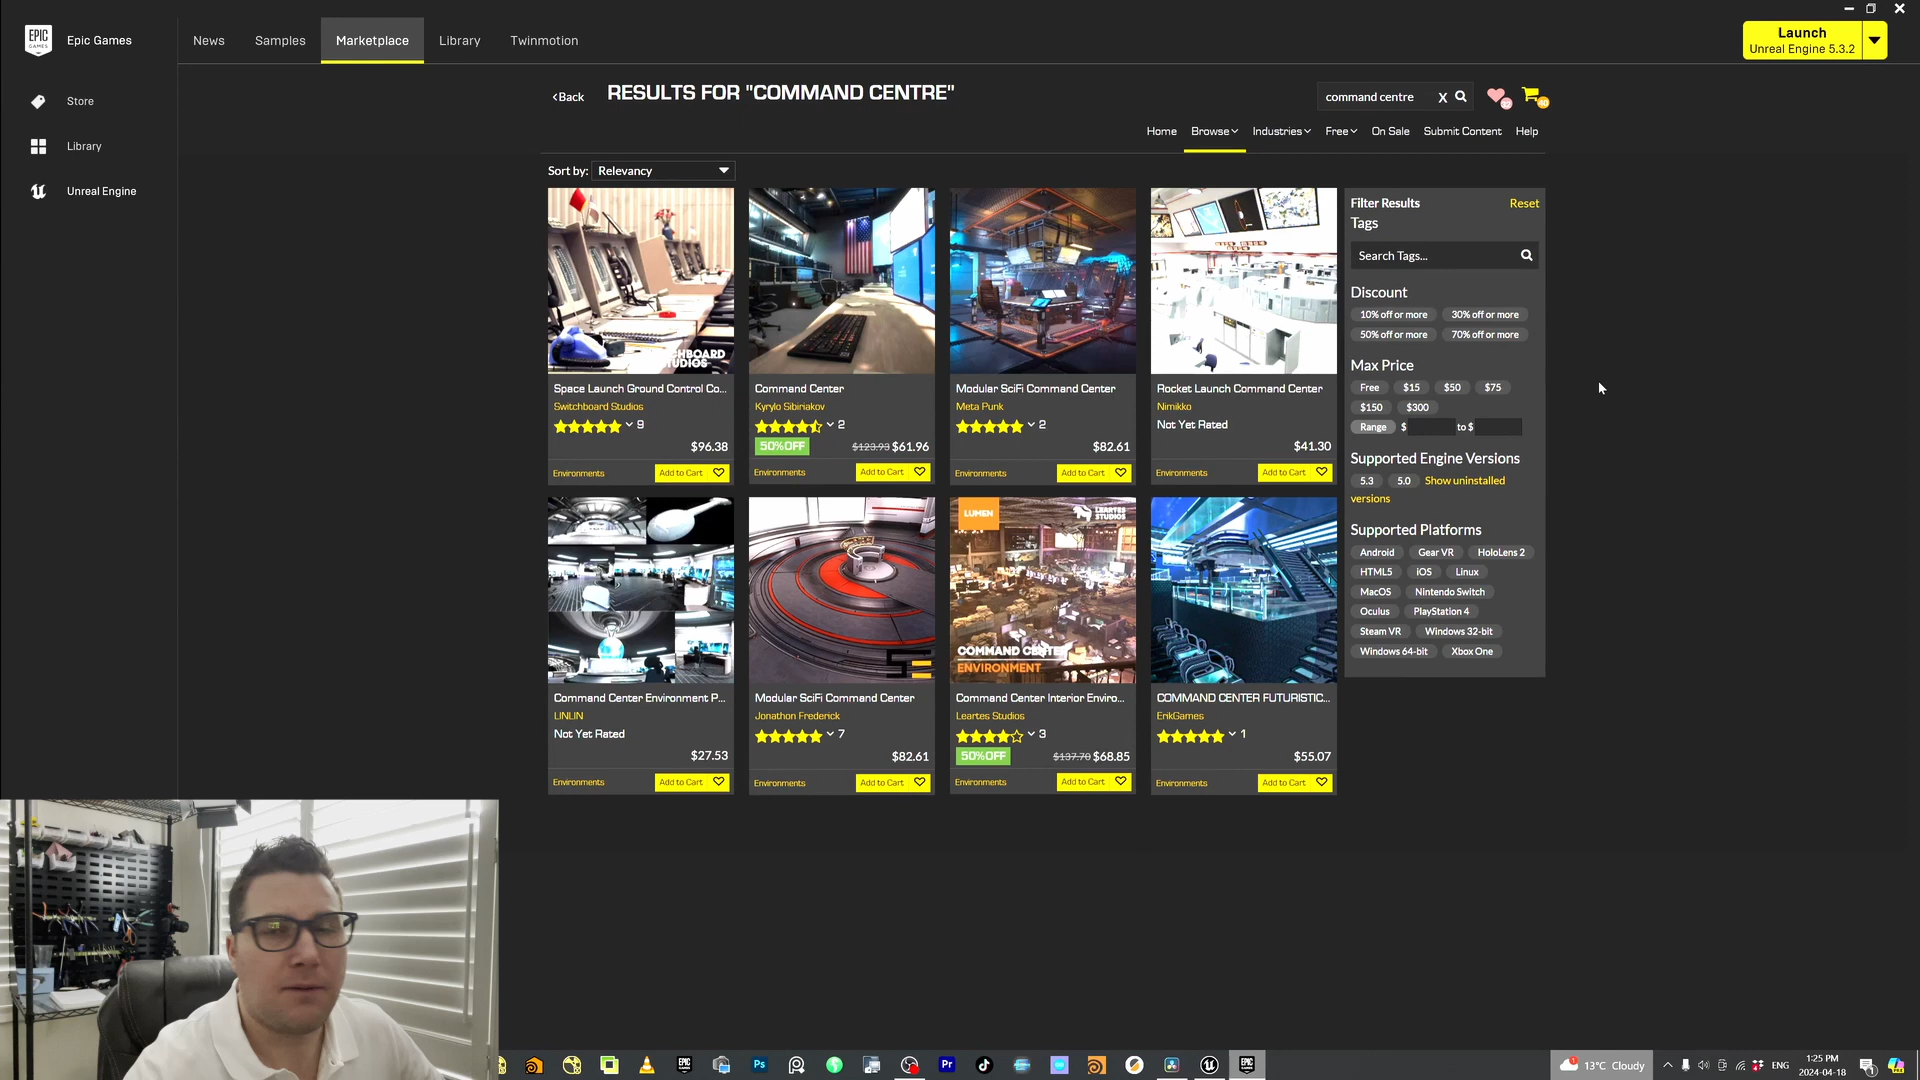 EPIC GAMES
Epic Games
News
Samples
Marketplace
Library
Twinmotion
Launch
Unreal Engine 5.3.2
Store
Library
Unreal Engine
Back
RESULTS FOR "COMMAND CENTRE"
command centre
X
40
Home
Browse
Industries
Free
On Sale
Submit Content
Help
Sort by:
Relevancy
Space Launch Ground Control Co...
Switchboard Studios
9
$96.38
Environments
Add to Cart
Command Center
Kyrylo Sibiriakov
2
50%OFF
$123.93 $61.96
Environments
Add to Cart
Modular SciFi Command Center
Meta Punk
2
$82.61
Environments
Add to Cart
Rocket Launch Command Center
Nimikko
Not Yet Rated
$41.30
Environments
Add to Cart
Command Center Environment P...
LINLIN
Not Yet Rated
$27.53
Environments
Add to Cart
Modular SciFi Command Center
Jonathon Frederick
7
$82.61
Environments
Add to Cart
LUMEN
LEARTES STUDIOS
COMMAND CENTER
ENVIRONMENT
Command Center Interior Enviro...
Leartes Studios
3
50%OFF
$137.70 $68.85
Environments
Add to Cart
COMMAND CENTER FUTURISTIC...
ErikGames
1
$55.07
Environments
Add to Cart
Filter Results
Reset
Tags
Search Tags...
Discount
10% off or more
30% off or more
50% off or more
70% off or more
Max Price
Free
$15
$50
$75
$150
$300
Range
$
to $
Supported Engine Versions
5.3
5.0
Show uninstalled
versions
Supported Platforms
Android
Gear VR
HoloLens 2
HTML5
iOS
Linux
MacOS
Nintendo Switch
Oculus
PlayStation 4
Steam VR
Windows 32-bit
Windows 64-bit
Xbox One
Ps
Pr
13°C Cloudy
ENG
1:25 PM
2024-04-18